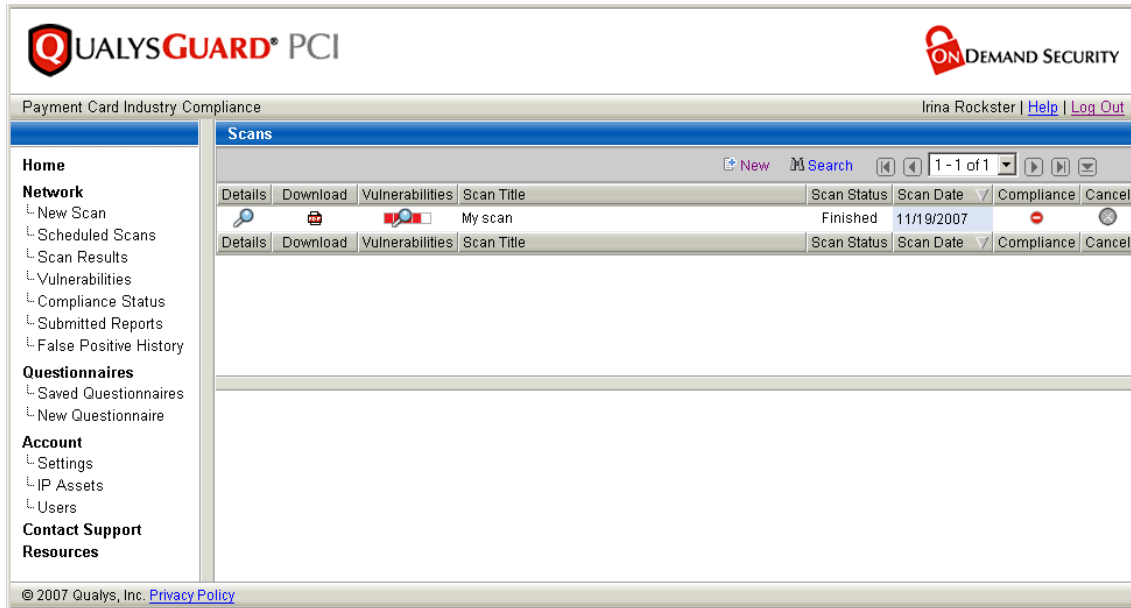 QUALYSGUARD® PCI
ON DEMAND SECURITY
Payment Card Industry Compliance
Irina Rockster | Help | Log Out
Scans
Home
Network
New Scan
Scheduled Scans
Scan Results
Vulnerabilities
Compliance Status
Submitted Reports
False Positive History
Questionnaires
Saved Questionnaires
New Questionnaire
Account
Settings
IP Assets
Users
Contact Support
Resources
New Search 1 - 1 of 1
Details Download Vulnerabilities Scan Title Scan Status Scan Date Compliance Cancel
My scan Finished 11/19/2007
Details Download Vulnerabilities Scan Title Scan Status Scan Date Compliance Cancel
© 2007 Qualys, Inc. Privacy Policy